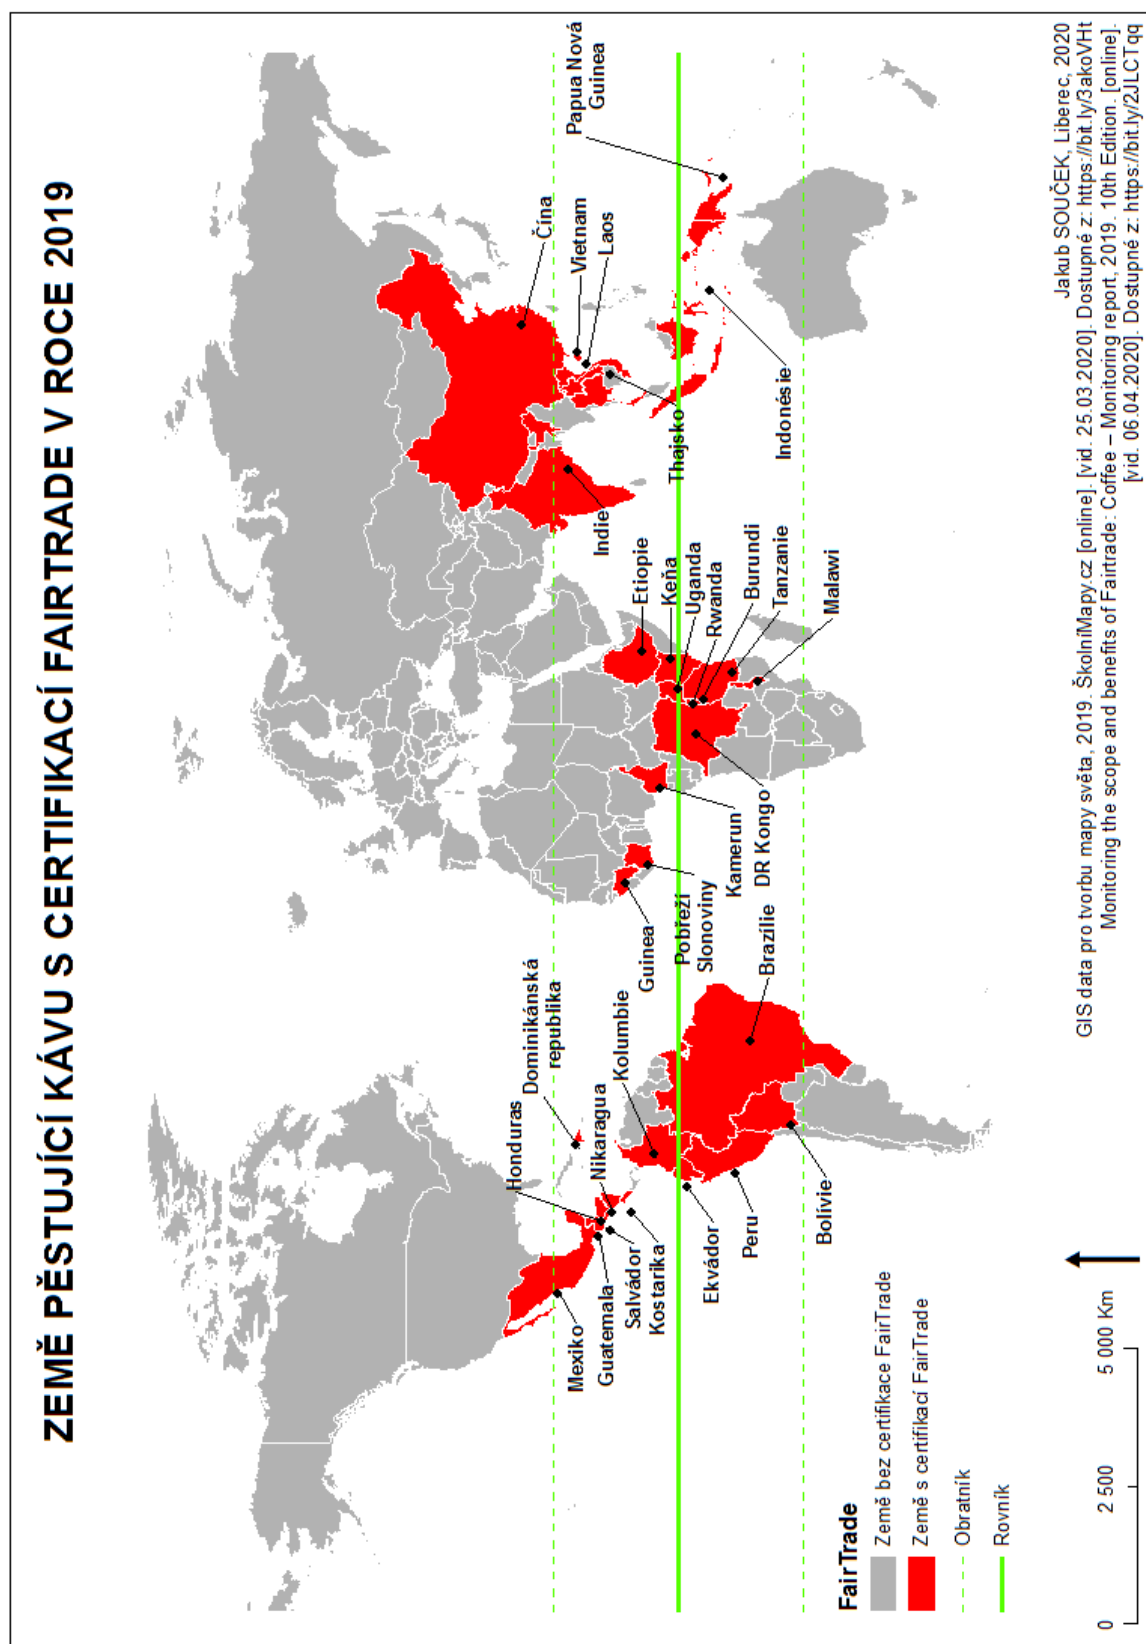 ZEMĚ PĚSTUJÍCÍ KÁVU S CERTIFIKACÍ FAIRTRADE V ROCE 2019
Mexiko
Guatemala
Salvádor
Kostarika
Honduras
Nikaragua
Dominikánská
republika
Kolumbie
Ekvádor
Peru
Bolívie
Brazílie
Guinea
Pobřeží
Slonoviny
Kamerun
DR Kongo
Etiopie
Keňa
Uganda
Rwanda
Burundi
Tanzanie
Malawi
Indie
Čína
Vietnam
Laos
Thajsko
Indonésie
Papua Nová
Guinea
FairTrade
Země bez certifikace FairTrade
Země s certifikací FairTrade
Obratník
Rovník
0 2 500 5 000 Km
Jakub SOUČEK, Liberec, 2020
GIS data pro tvorbu mapy světa, 2019. ŠkolniMapy.cz [online]. [vid. 25.03.2020]. Dostupné z: https://bit.ly/3akoVHt
Monitoring the scope and benefits of Fairtrade: Coffee – Monitoring report, 2019. 10th Edition. [online].
[vid. 06.04.2020]. Dostupné z: https://bit.ly/2JLCTqq